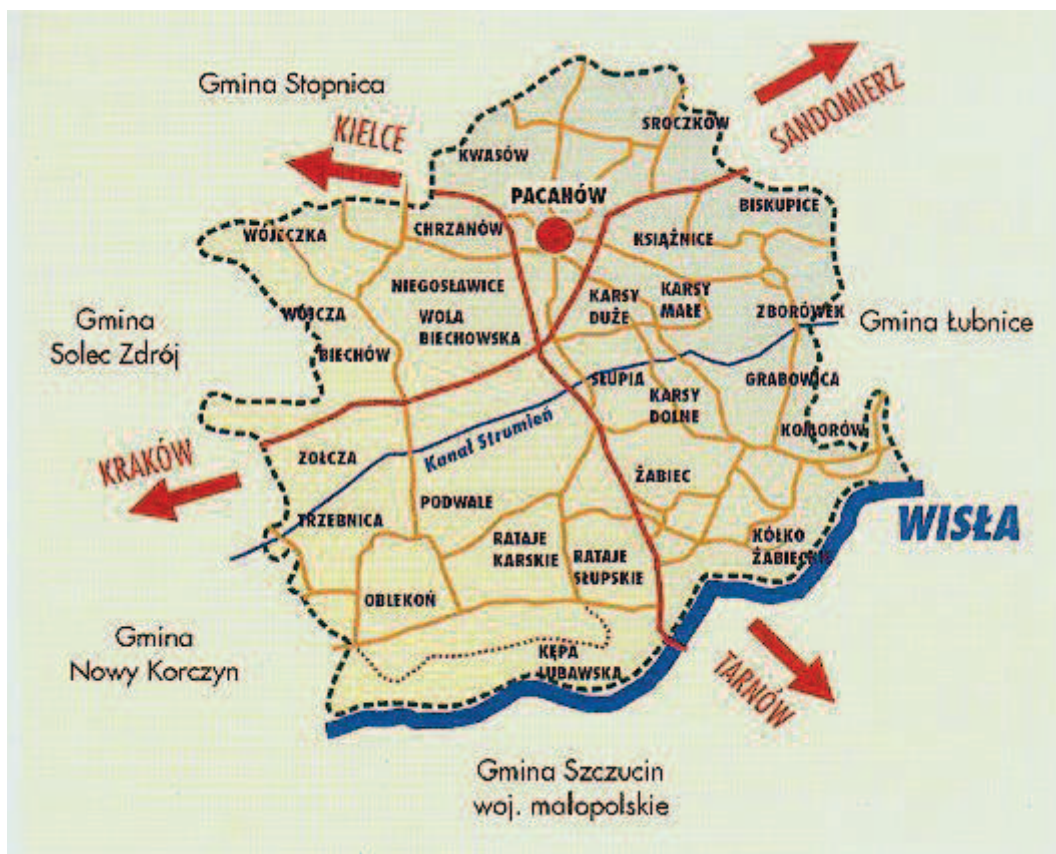 Gmina Stopnica
KIELCE
SANDOMIERZ
SROCZKÓW
KWASÓW
PACANÓW
BISKUPICE
WÓJECZKA
CHRZANÓW
KSIĄŻNICE
NIEGOSŁAWICE
KARSY
DUŻE
KARSY
MAŁE
Gmina
Solec Zdrój
WÓJCZA
WOLA
BIECHOWSKA
ZBORÓWEK
Gmina Łubnice
BIECHÓW
SŁUPIA
KARSY
DOLNE
GRABOWICA
Kanał Strumień
KOMORÓW
KRAKÓW
ZOŁCZA
ŻABIEC
PODWALE
TRZEBNICA
WISŁA
RATAJE
KARSKIE
RATAJE
SŁUPSKIE
KÓŁKO
ŻABIECKIE
OBLEKOŃ
Gmina
Nowy Korczyn
KĘPA
LUBAWSKA
TARNÓW
Gmina Szczucin
woj. małopolskie